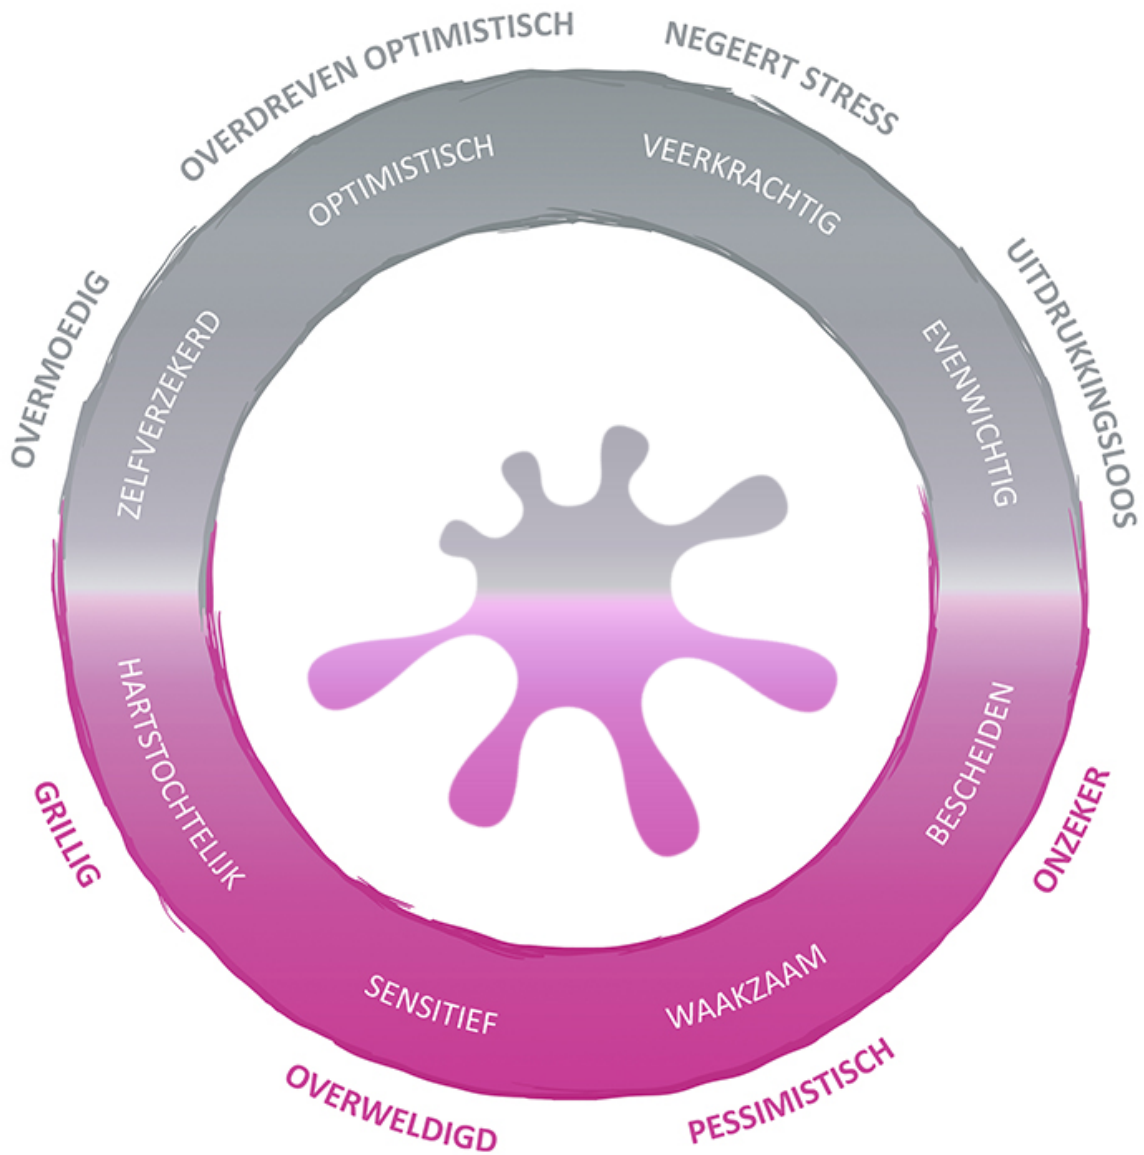 OVERDREVEN OPTIMISTISCH
NEGEERT STRESS
OPTIMISTISCH
VEERKRACHTIG
OVERMOEDIG
ZELFVERZEKERD
EVENWICHTIG
UITDRUKKINGSLOOS
GRILLIG
HARTSTOCHTELIJK
BESCHEIDEN
ONZEKER
SENSITIEF
WAAKZAAM
OVERWELDIGD
PESSIMISTISCH